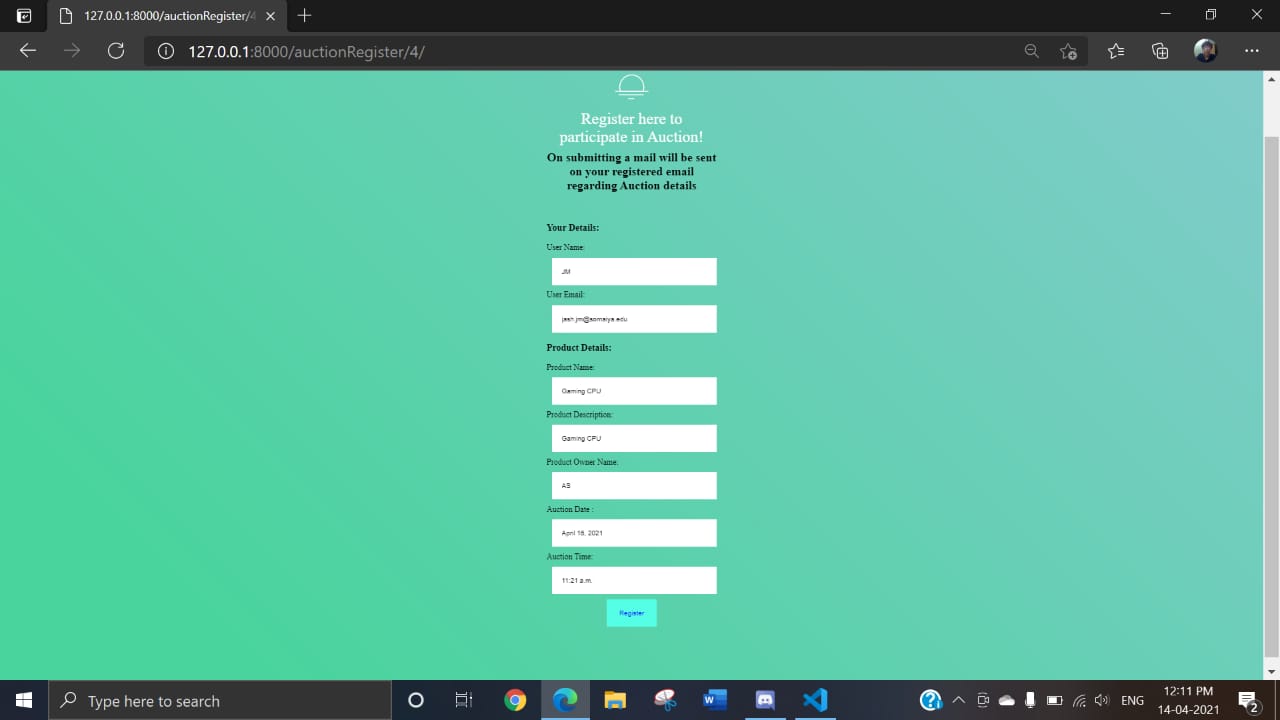 127.0.0.1:8000/auctionRegister/4
127.0.0.1:8000/auctionRegister/4/
Register here to
participate in Auction!
On submitting a mail will be sent
on your registered email
regarding Auction details
Your Details:
User Name:
JM
User Email:
jash.jm@somaiya.edu
Product Details:
Product Name:
Gaming CPU
Product Description:
Gaming CPU
Product Owner Name:
AS
Auction Date :
April 2021
Auction Time:
11:21 a.m.
Register
Type here to search
ENG
12:11 PM
14-04-2021
2